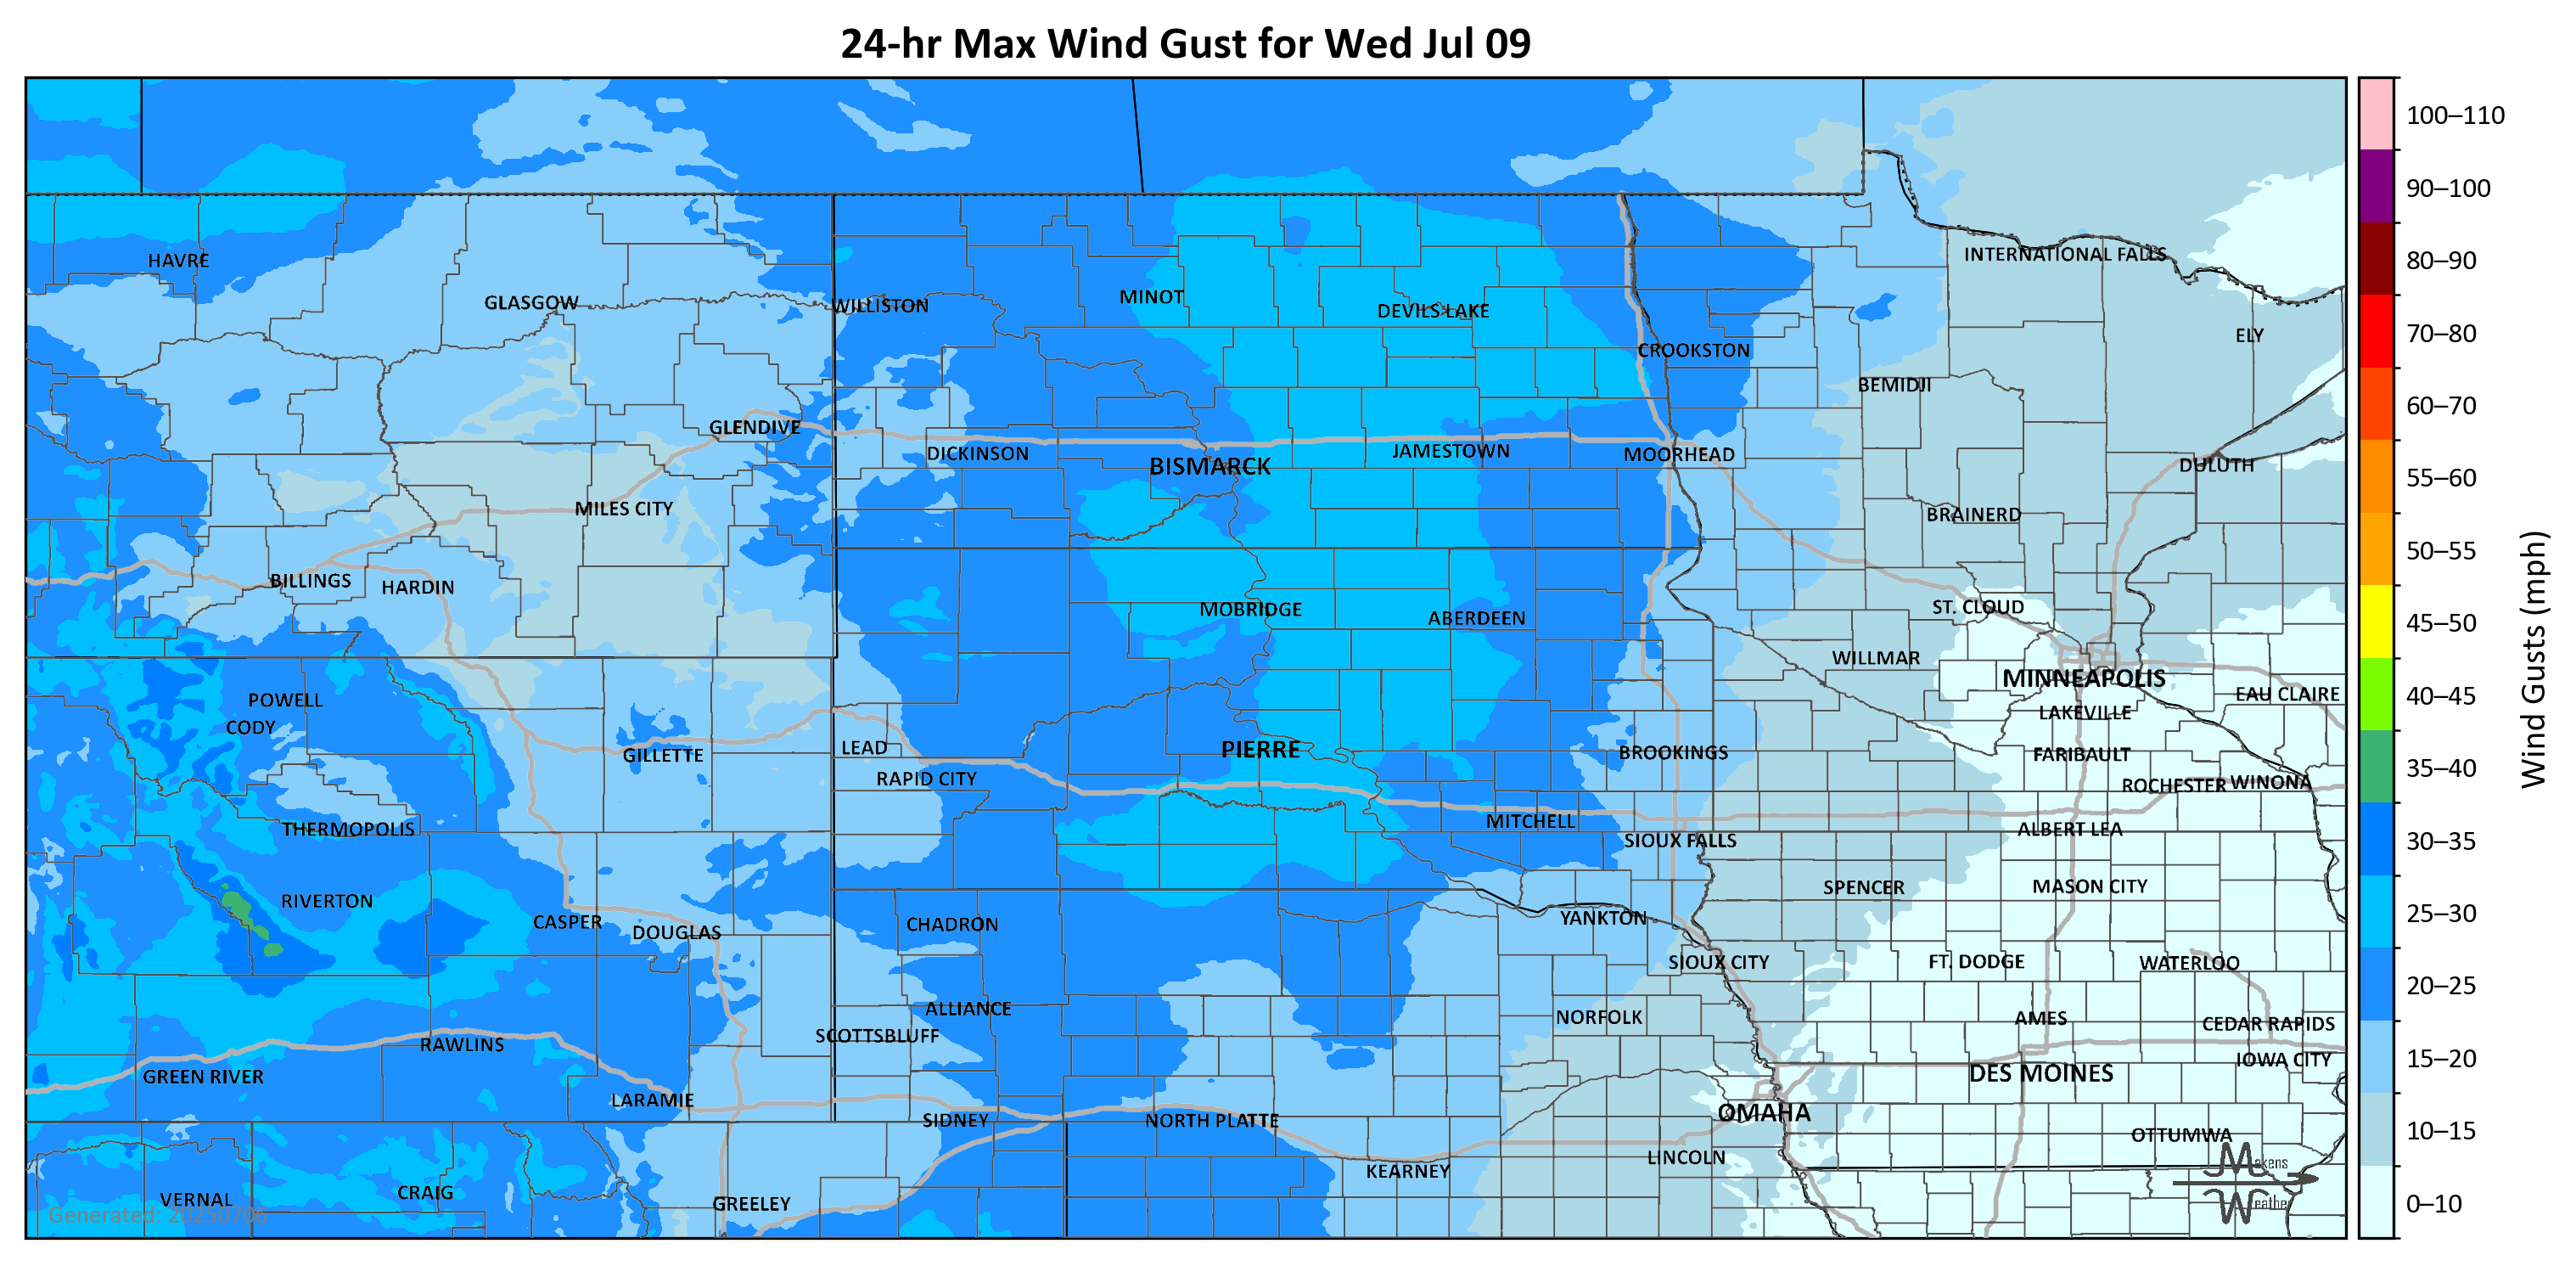 24-hr Max Wind Gust for Wed Jul 09
100–110
90–100
80–90
70–80
60–70
55–60
50–55
45–50
40–45
35–40
30–35
25–30
20–25
15–20
10–15
0–10
Wind Gusts (mph)
HAVRE
INTERNATIONAL FALLS
GLASGOW
WILLISTON
MINOT
DEVILS LAKE
ELY
CROOKSTON
BEMIDJI
GLENDIVE
DICKINSON
BISMARCK
JAMESTOWN
MOORHEAD
DULUTH
MILES CITY
BRAINERD
BILLINGS
HARDIN
MOBRIDGE
ABERDEEN
ST. CLOUD
WILLMAR
MINNEAPOLIS
EAU CLAIRE
POWELL
CODY
LAKEVILLE
GILLETTE
LEAD
PIERRE
BROOKINGS
FARIBAULT
RAPID CITY
ROCHESTER
WINONA
THERMOPOLIS
MITCHELL
SIOUX FALLS
ALBERT LEA
RIVERTON
SPENCER
MASON CITY
CASPER
DOUGLAS
CHADRON
YANKTON
SIOUX CITY
FT. DODGE
WATERLOO
ALLIANCE
NORFOLK
AMES
CEDAR RAPIDS
SCOTTSBLUFF
RAWLINS
IOWA CITY
GREEN RIVER
DES MOINES
LARAMIE
SIDNEY
NORTH PLATTE
OMAHA
OTTUMWA
LINCOLN
KEARNEY
VERNAL
CRAIG
GREELEY
Generated: 20250706
Makens
Weather